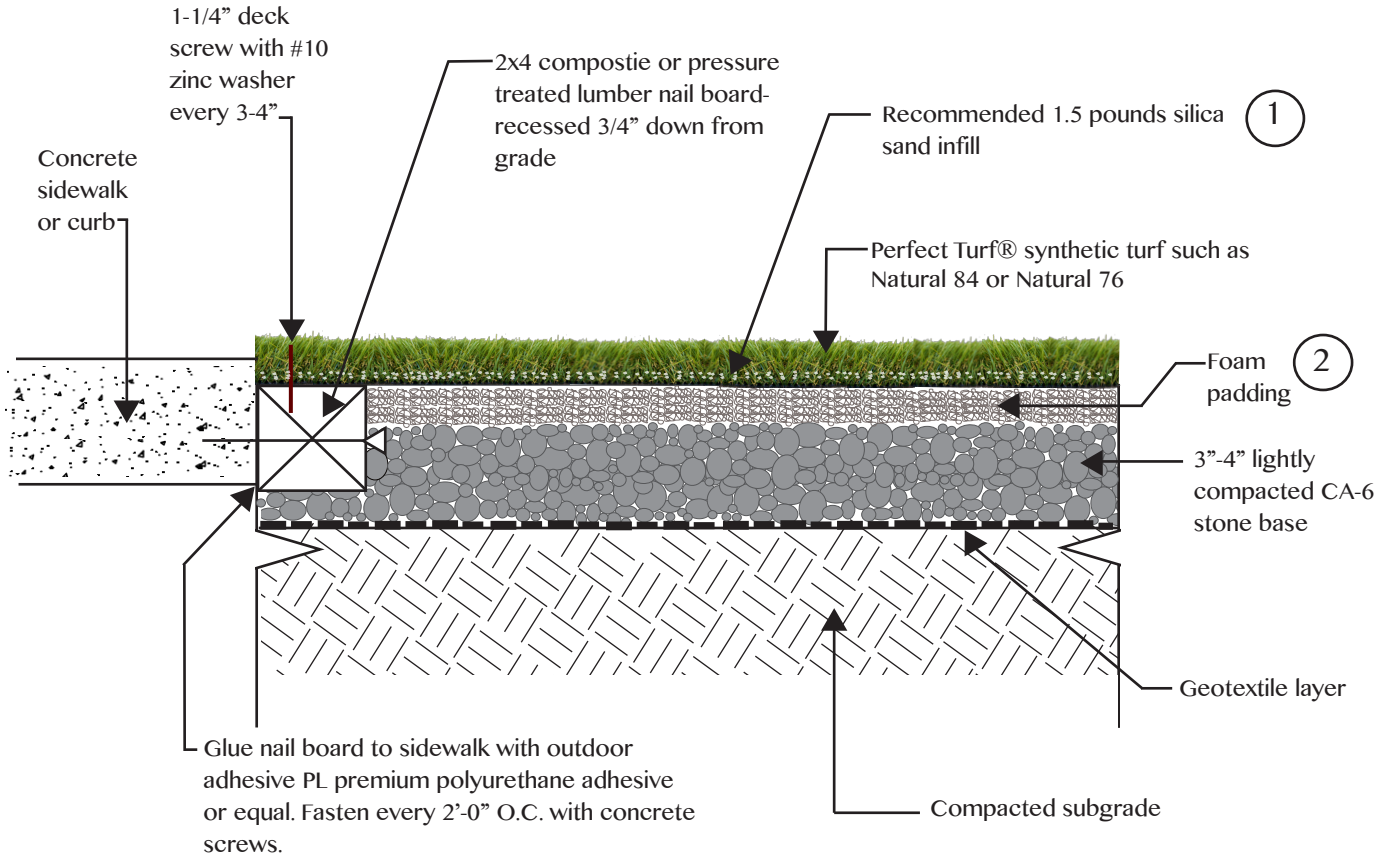 1-1/4” deck
screw with #10
zinc washer
every 3-4”
2x4 compostie or pressure
treated lumber nail board-
recessed 3/4” down from
grade
Recommended 1.5 pounds silica
sand infill
1
Concrete
sidewalk
or curb
Perfect Turf® synthetic turf such as
Natural 84 or Natural 76
Foam
padding
2
3”-4” lightly
compacted CA-6
stone base
Geotextile layer
Glue nail board to sidewalk with outdoor
adhesive PL premium polyurethane adhesive
or equal. Fasten every 2’-0” O.C. with concrete
screws.
Compacted subgrade